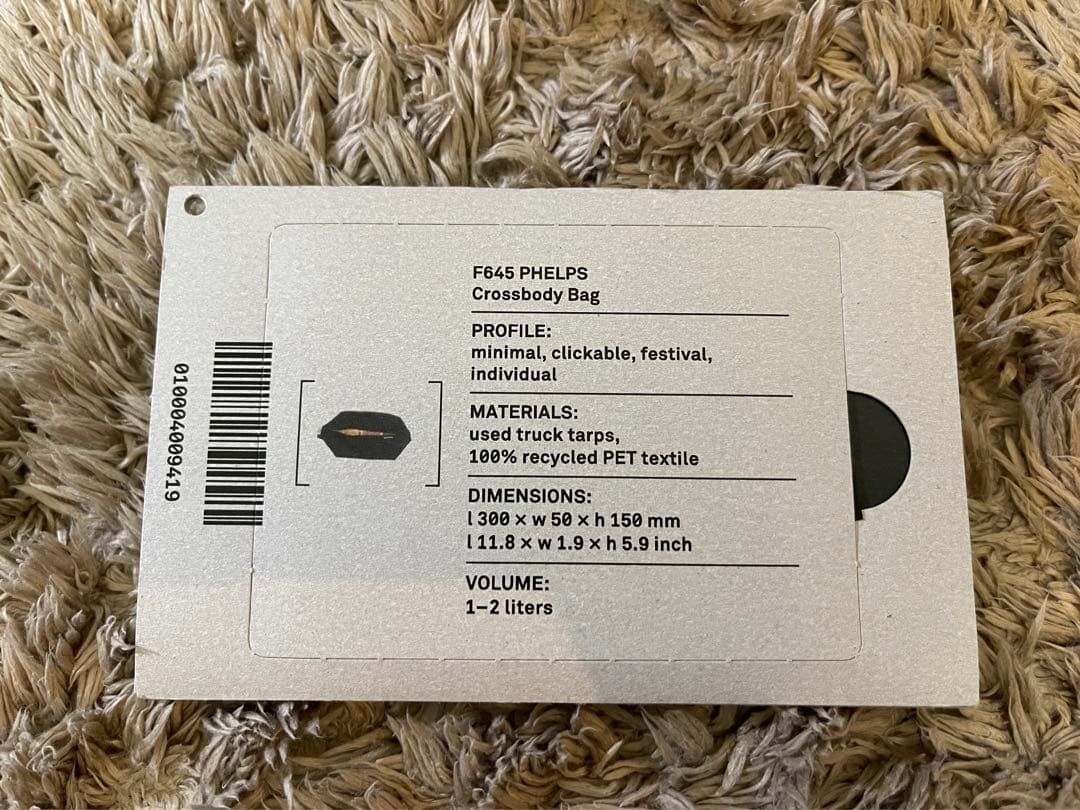 F645 PHELPS
Crossbody Bag
PROFILE:
minimal, clickable, festival,
individual
MATERIALS:
used truck tarps,
100% recycled PET textile
DIMENSIONS:
l 300 × w 50 × h 150 mm
l 11.8 × w 1.9 × h 5.9 inch
VOLUME:
1–2 liters
010004009419